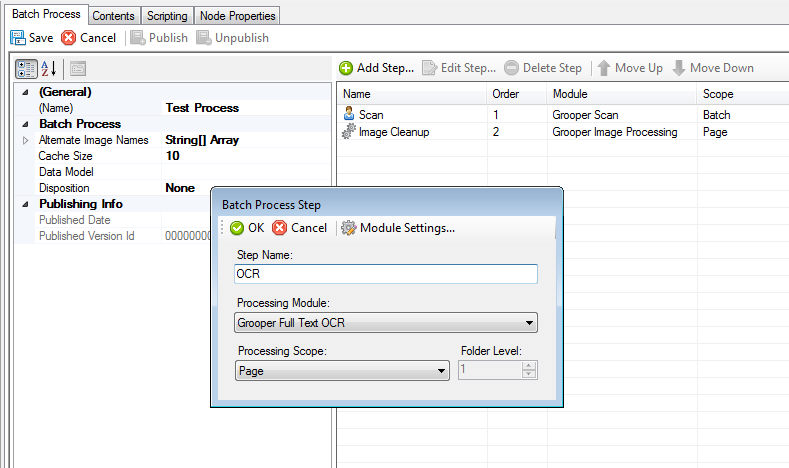 Batch Process Contents Scripting Node Properties
Save Cancel Publish Unpublish
Add Step... Edit Step... Delete Step Move Up Move Down
(General)
(Name) Test Process
Batch Process
Alternate Image Names String[] Array
Cache Size 10
Data Model
Disposition None
Publishing Info
Published Date
Published Version Id 00000000
Name Order Module Scope
Scan 1 Grooper Scan Batch
Image Cleanup 2 Grooper Image Processing Page
Batch Process Step
OK Cancel Module Settings...
Step Name:
OCR
Processing Module:
Grooper Full Text OCR
Processing Scope: Folder Level:
Page 1